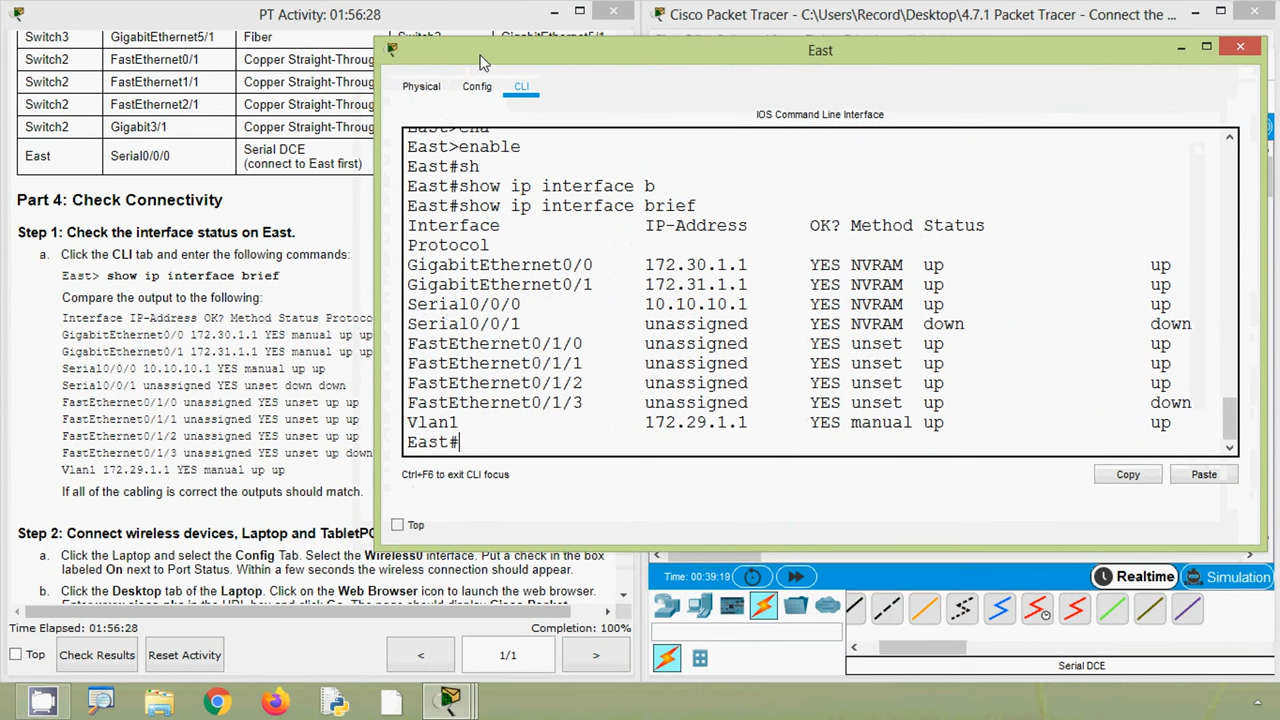 PT Activity: 01:56:28
Cisco Packet Tracer - C:\Users\Record\Desktop\4.7.1 Packet Tracer - Connect the ...
Switch3 GigabitEthernet5/1 Fiber Switch2 GigabitEthernet5/1
Switch2 FastEthernet0/1 Copper Straight-Throug
Switch2 FastEthernet1/1 Copper Straight-Throug
Switch2 FastEthernet2/1 Copper Straight-Throug
Switch2 Gigabit3/1 Copper Straight-Throug
East Serial0/0/0 Serial DCE
(connect to East first)
Part 4: Check Connectivity
Step 1: Check the interface status on East.
a. Click the CLI tab and enter the following commands:
East> show ip interface brief
Compare the output to the following:
Interface IP-Address OK? Method Status Protoco
GigabitEthernet0/0 172.30.1.1 YES manual up up
GigabitEthernet0/1 172.31.1.1 YES manual up up
Serial0/0/0 10.10.10.1 YES manual up up
Serial0/0/1 unassigned YES unset down down
FastEthernet0/1/0 unassigned YES unset up up
FastEthernet0/1/1 unassigned YES unset up up
FastEthernet0/1/2 unassigned YES unset up up
FastEthernet0/1/3 unassigned YES unset up down
Vlan1 172.29.1.1 YES manual up up
If all of the cabling is correct the outputs should match.
Step 2: Connect wireless devices, Laptop and TabletPC
a. Click the Laptop and select the Config Tab. Select the Wireless0 interface. Put a check in the box
labeled On next to Port Status. Within a few seconds the wireless connection should appear.
b. Click the Desktop tab of the Laptop. Click on the Web Browser icon to launch the web browser.
Time Elapsed: 01:56:28 Completion: 100%
Top Check Results Reset Activity < 1/1 >
East
Physical Config CLI
IOS Command Line Interface
East>ena
East>enable
East#sh
East#show ip interface b
East#show ip interface brief
Interface IP-Address OK? Method Status
Protocol
GigabitEthernet0/0 172.30.1.1 YES NVRAM up up
GigabitEthernet0/1 172.31.1.1 YES NVRAM up up
Serial0/0/0 10.10.10.1 YES NVRAM up up
Serial0/0/1 unassigned YES NVRAM down down
FastEthernet0/1/0 unassigned YES unset up up
FastEthernet0/1/1 unassigned YES unset up up
FastEthernet0/1/2 unassigned YES unset up up
FastEthernet0/1/3 unassigned YES unset up down
Vlan1 172.29.1.1 YES manual up up
East#
Ctrl+F6 to exit CLI focus
Copy Paste
Top
Time: 00:39:19 Realtime Simulation
Serial DCE